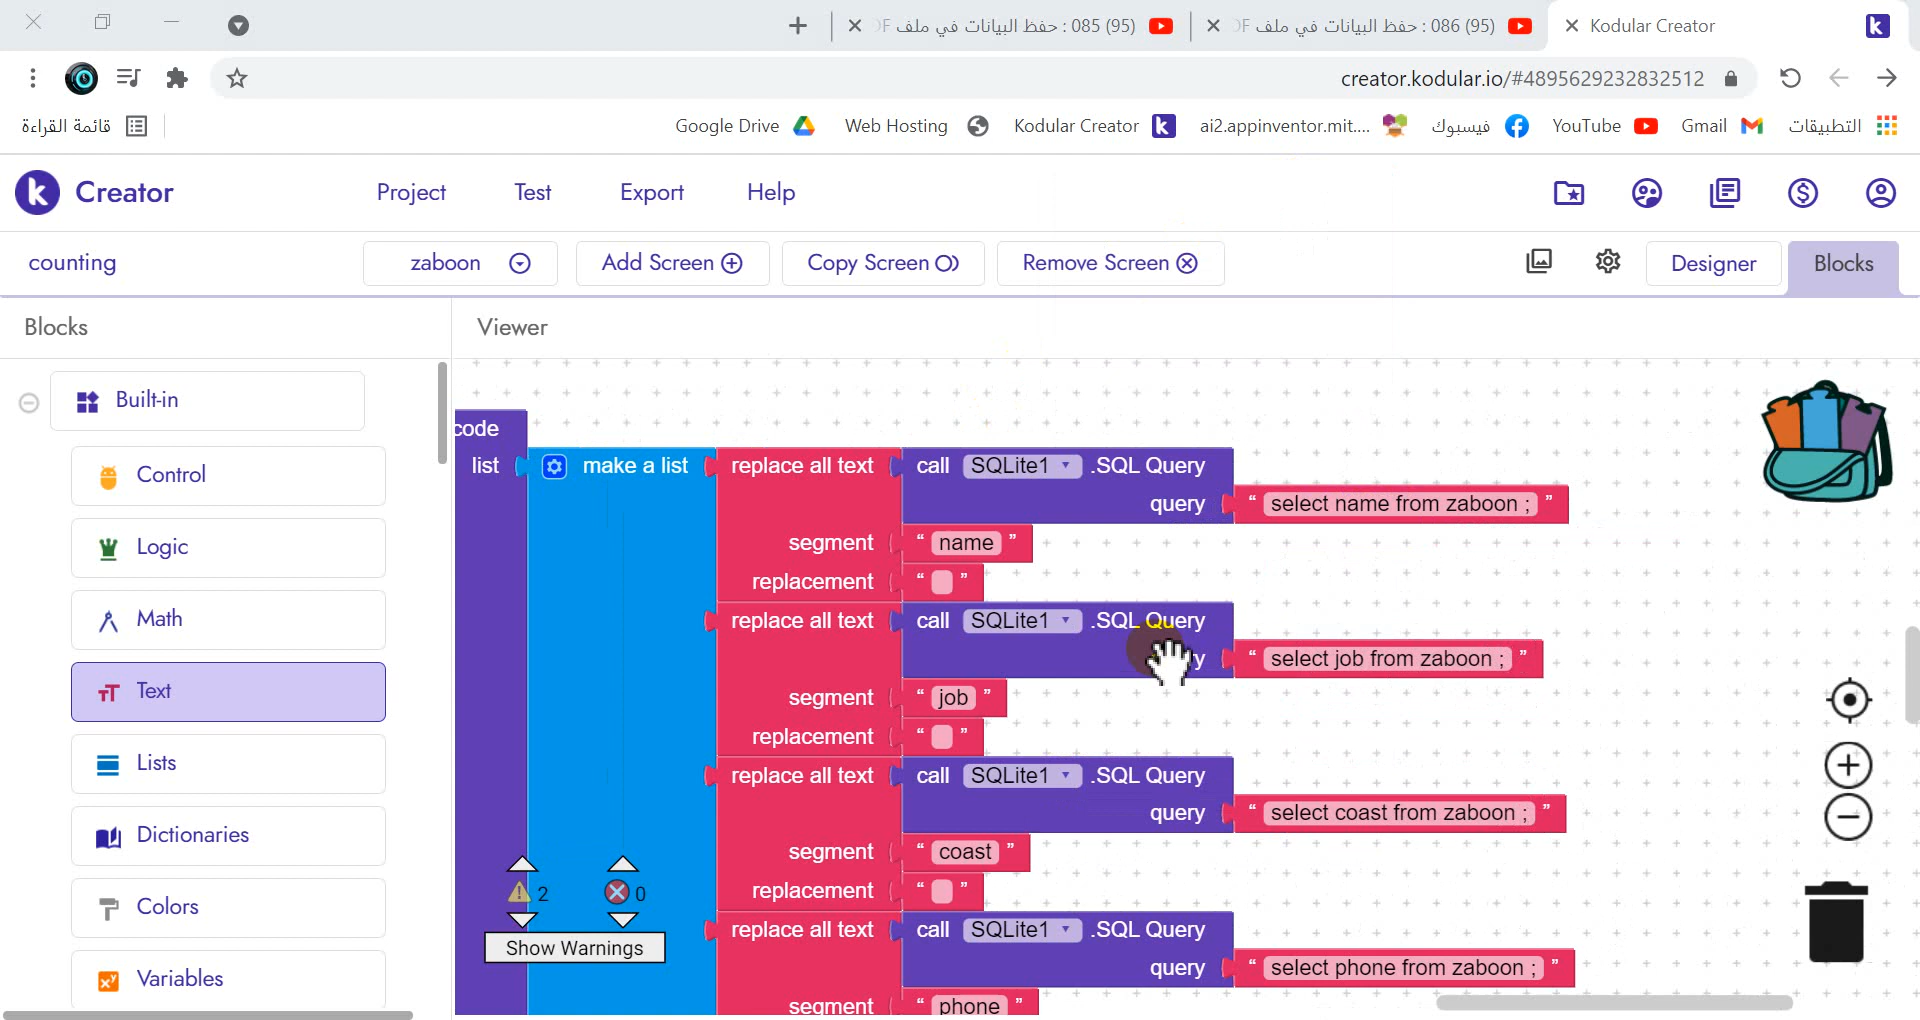 085 (95) : حفظ البيانات في ملف
086 (95) : حفظ البيانات في ملف
Kodular Creator
creator.kodular.io/#4895629232832512
قائمة القراءة
Google Drive
Web Hosting
Kodular Creator
ai2.appinventor.mit....
فيسبوك
YouTube
Gmail
التطبيقات
Creator
Project
Test
Export
Help
counting
zaboon
Add Screen
Copy Screen
Remove Screen
Designer
Blocks
Blocks
Viewer
Built-in
Control
Logic
Math
Text
Lists
Dictionaries
Colors
Variables
code
list make a list replace all text call SQLite1 .SQL Query
query “ select name from zaboon ; ”
segment “ name ”
replacement “ ”
replace all text call SQLite1 .SQL Query
“ select job from zaboon ; ”
segment “ job ”
replacement “ ”
replace all text call SQLite1 .SQL Query
query “ select coast from zaboon ; ”
segment “ coast ”
replacement “ ”
replace all text call SQLite1 .SQL Query
query “ select phone from zaboon ; ”
segment “ phone ”
2
0
Show Warnings